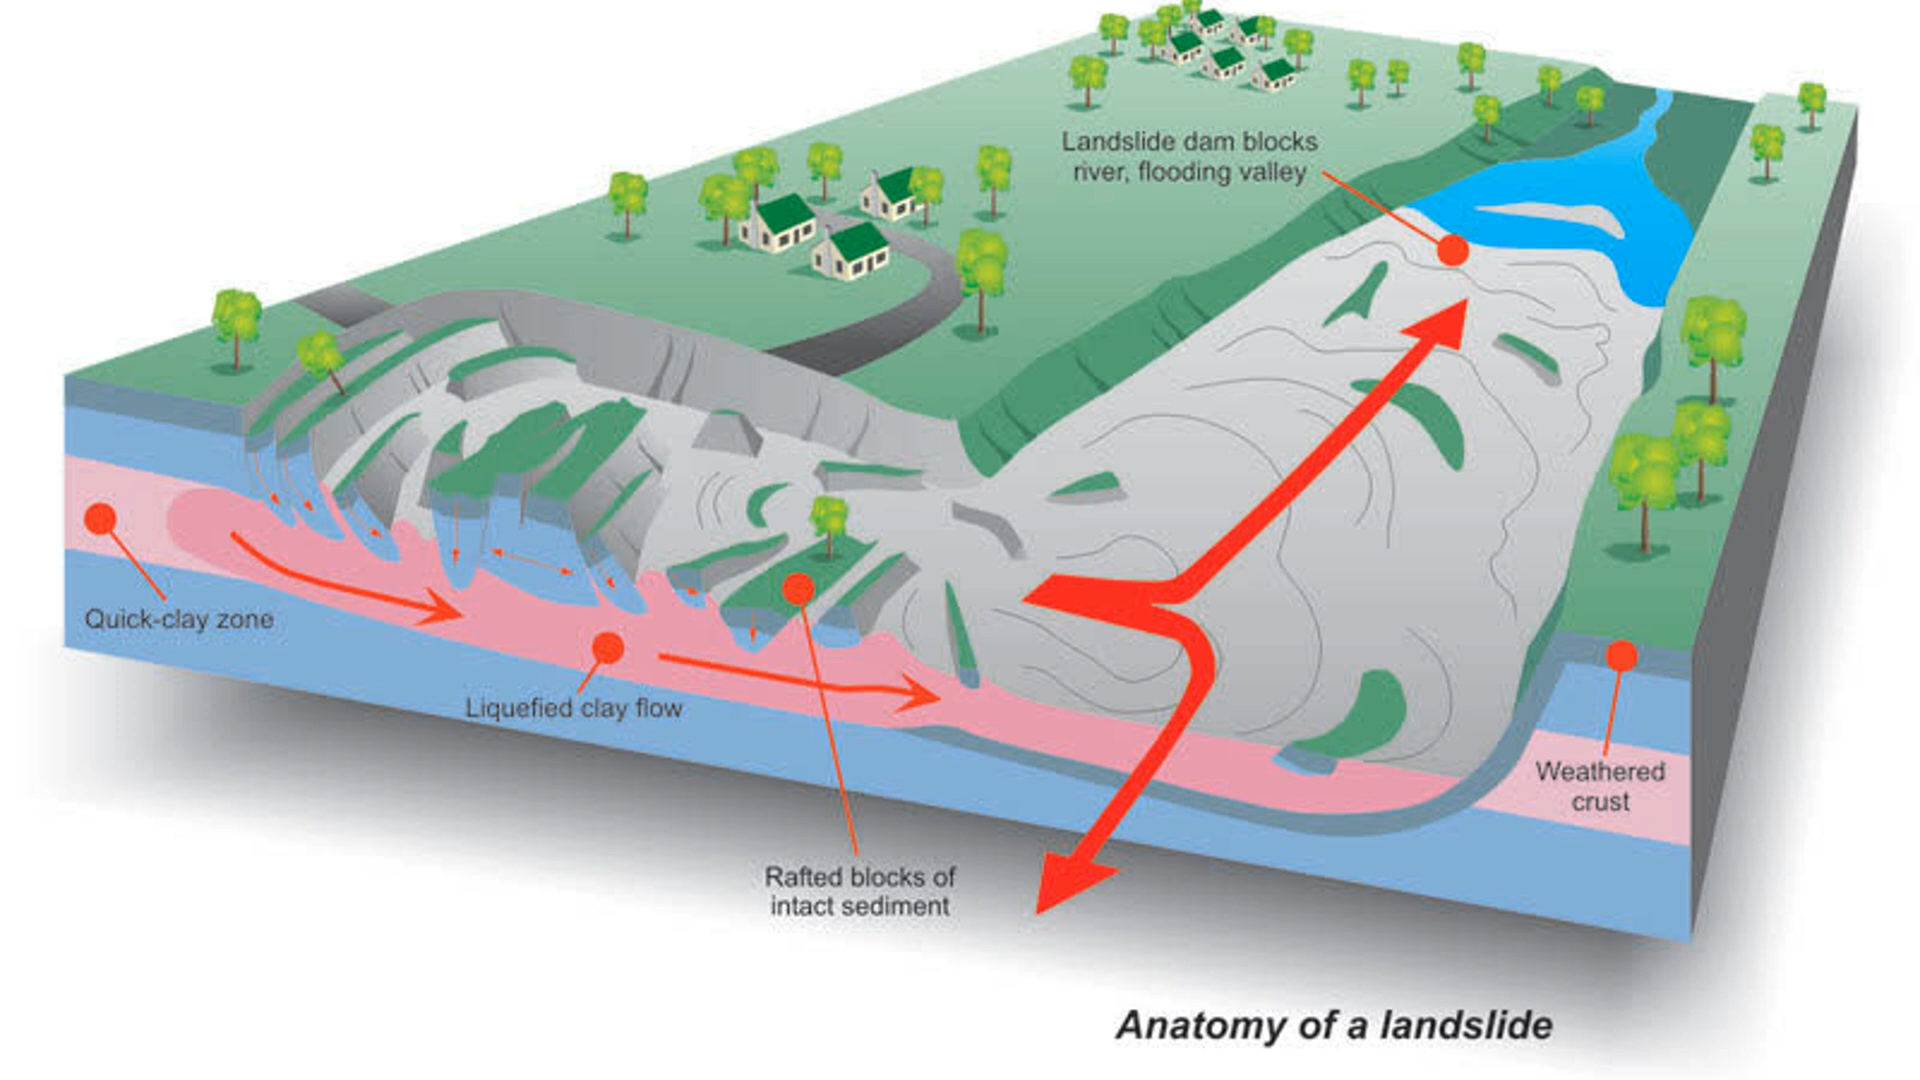 Landslide dam blocks
river, flooding valley
Quick-clay zone
Liquefied clay flow
Weathered
crust
Rafted blocks of
intact sediment
Anatomy of a landslide